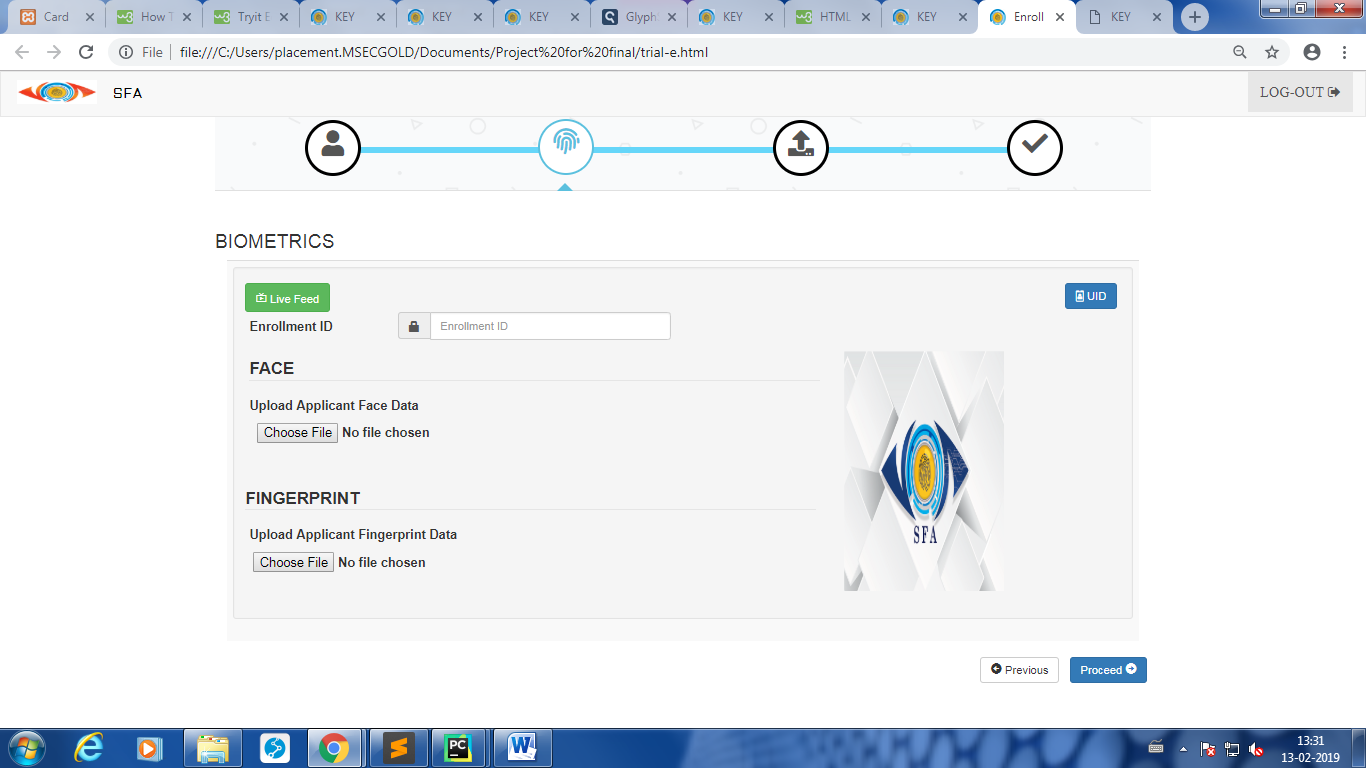 Card
How T
Tryit E
KEY
KEY
KEY
Glyph
KEY
HTML
KEY
Enroll
KEY
File
file:///C:/Users/placement.MSECGOLD/Documents/Project%20for%20final/trial-e.html
SFA
LOG-OUT
BIOMETRICS
Live Feed
UID
Enrollment ID
Enrollment ID
FACE
Upload Applicant Face Data
Choose File No file chosen
SFA
FINGERPRINT
Upload Applicant Fingerprint Data
Choose File No file chosen
Previous
Proceed
PC
W
13:31
13-02-2019